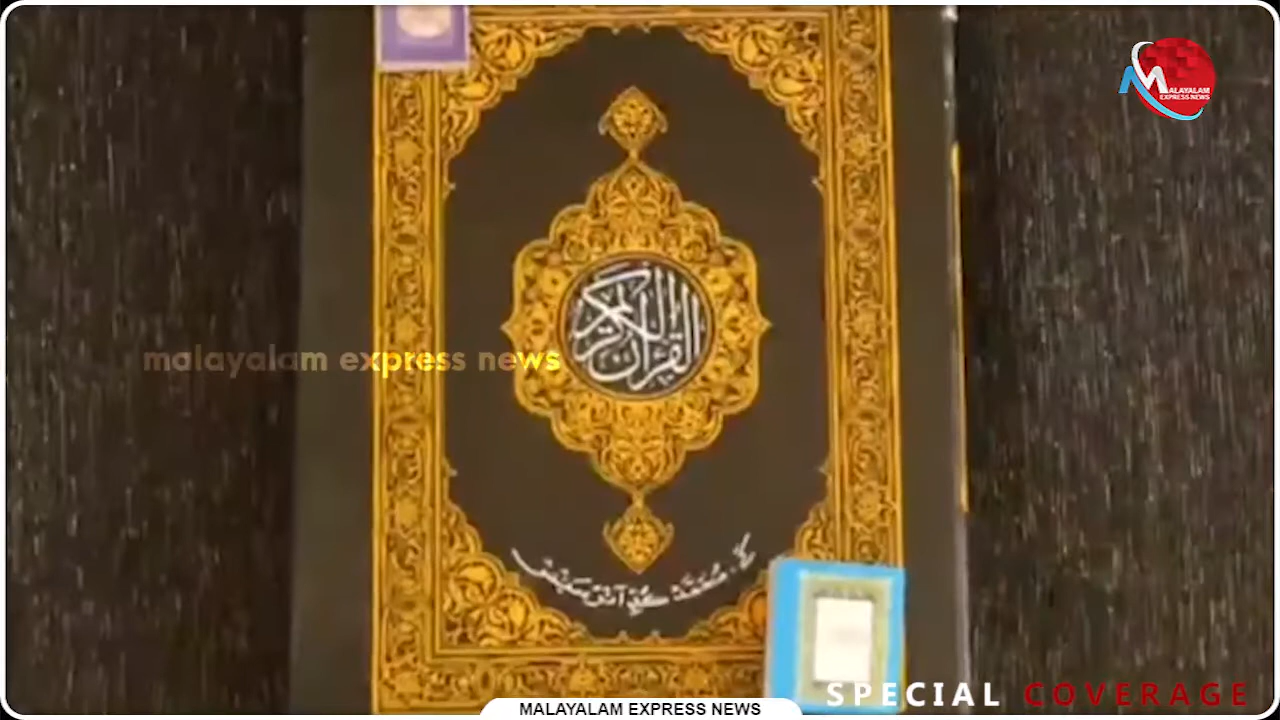 MALAYALAM
EXPRESS NEWS
القرآن الكريم
malayalam express news
SPECIAL COVERAGE
MALAYALAM EXPRESS NEWS